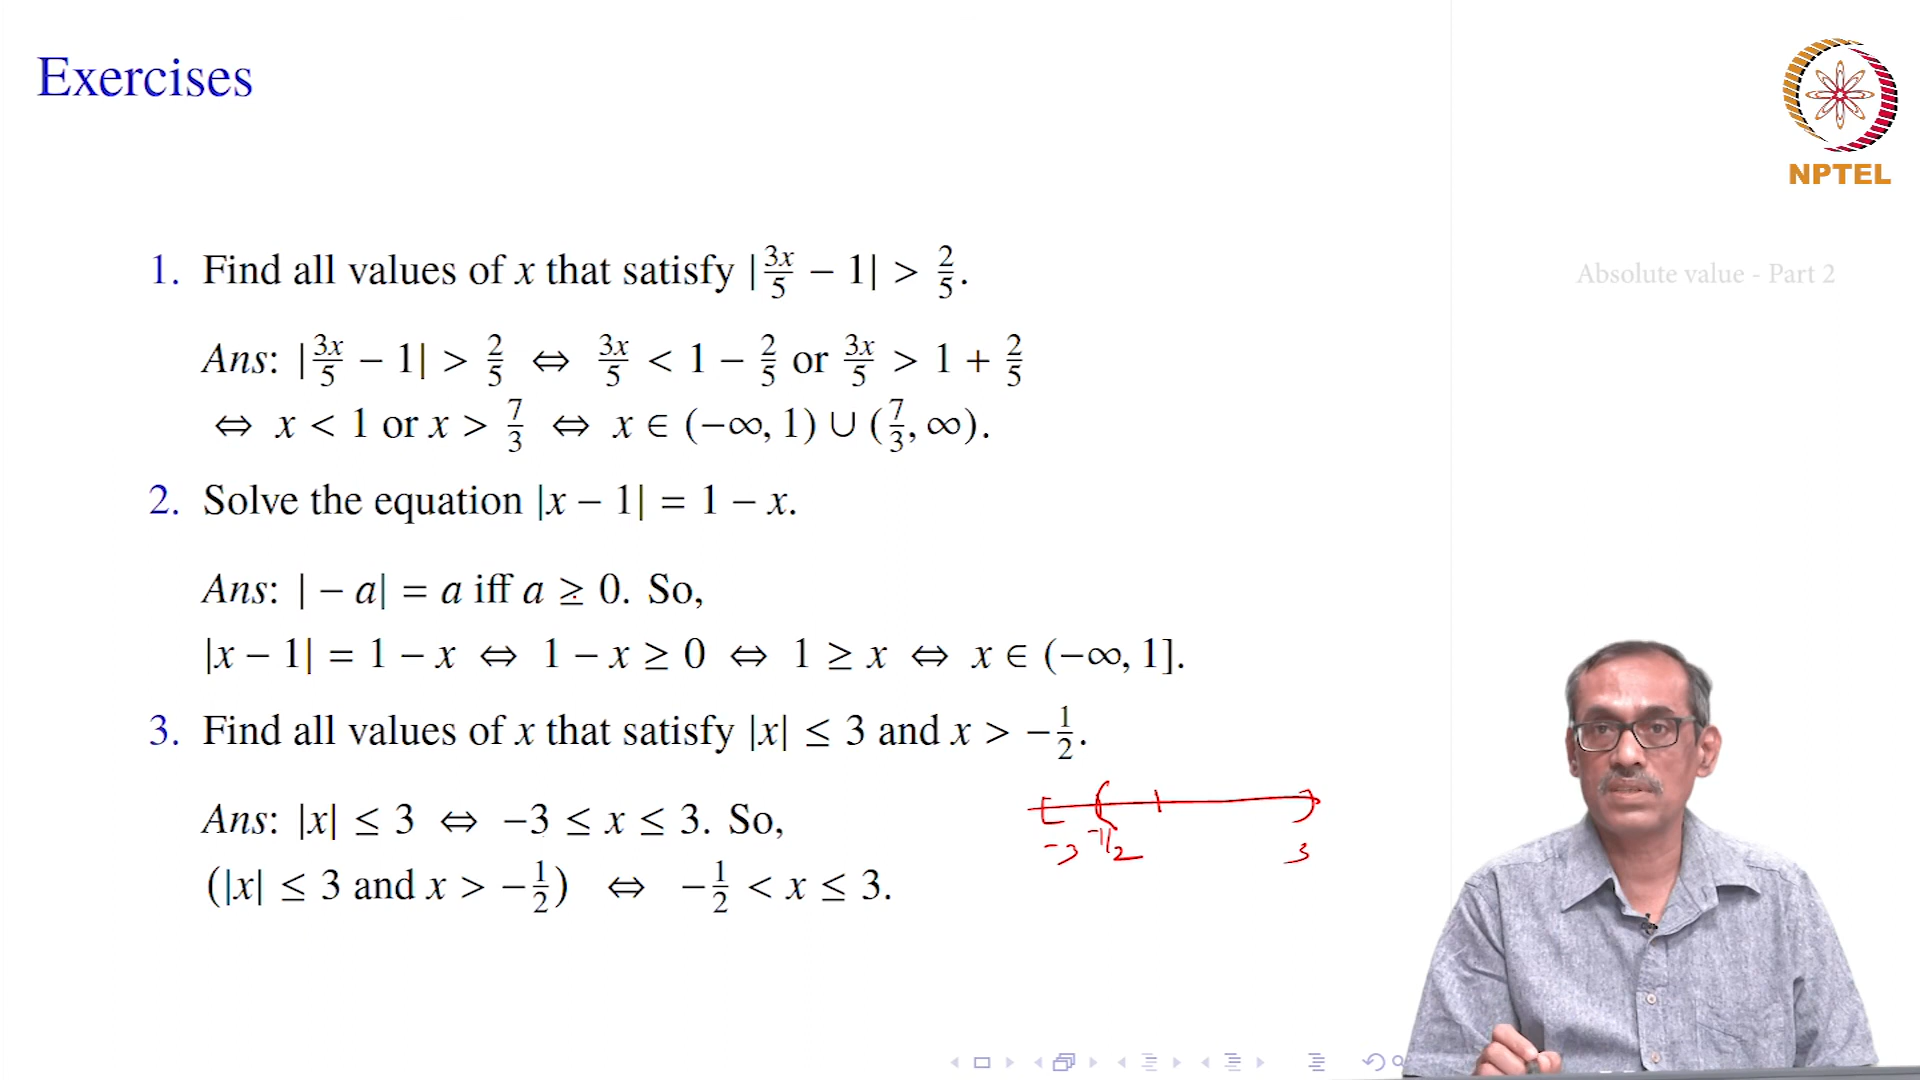 Exercises
NPTEL
Absolute value - Part 2
1. Find all values of x that satisfy |3x/5 − 1| > 2/5.
Ans: |3x/5 − 1| > 2/5 ⇔ 3x/5 < 1 − 2/5 or 3x/5 > 1 + 2/5
⇔ x < 1 or x > 7/3 ⇔ x ∈ (−∞, 1) ∪ (7/3, ∞).
2. Solve the equation |x − 1| = 1 − x.
Ans: | − a| = a iff a ≥ 0. So,
|x − 1| = 1 − x ⇔ 1 − x ≥ 0 ⇔ 1 ≥ x ⇔ x ∈ (−∞, 1].
3. Find all values of x that satisfy |x| ≤ 3 and x > −1/2.
Ans: |x| ≤ 3 ⇔ −3 ≤ x ≤ 3. So,
(|x| ≤ 3 and x > −1/2) ⇔ −1/2 < x ≤ 3.
-3 -1/2 3